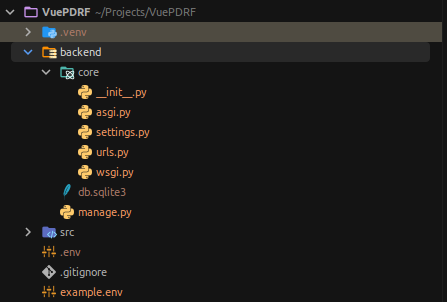 VuePDRF ~/Projects/VuePDRF
.venv
backend
core
__init__.py
asgi.py
settings.py
urls.py
wsgi.py
db.sqlite3
manage.py
src
.env
.gitignore
example.env